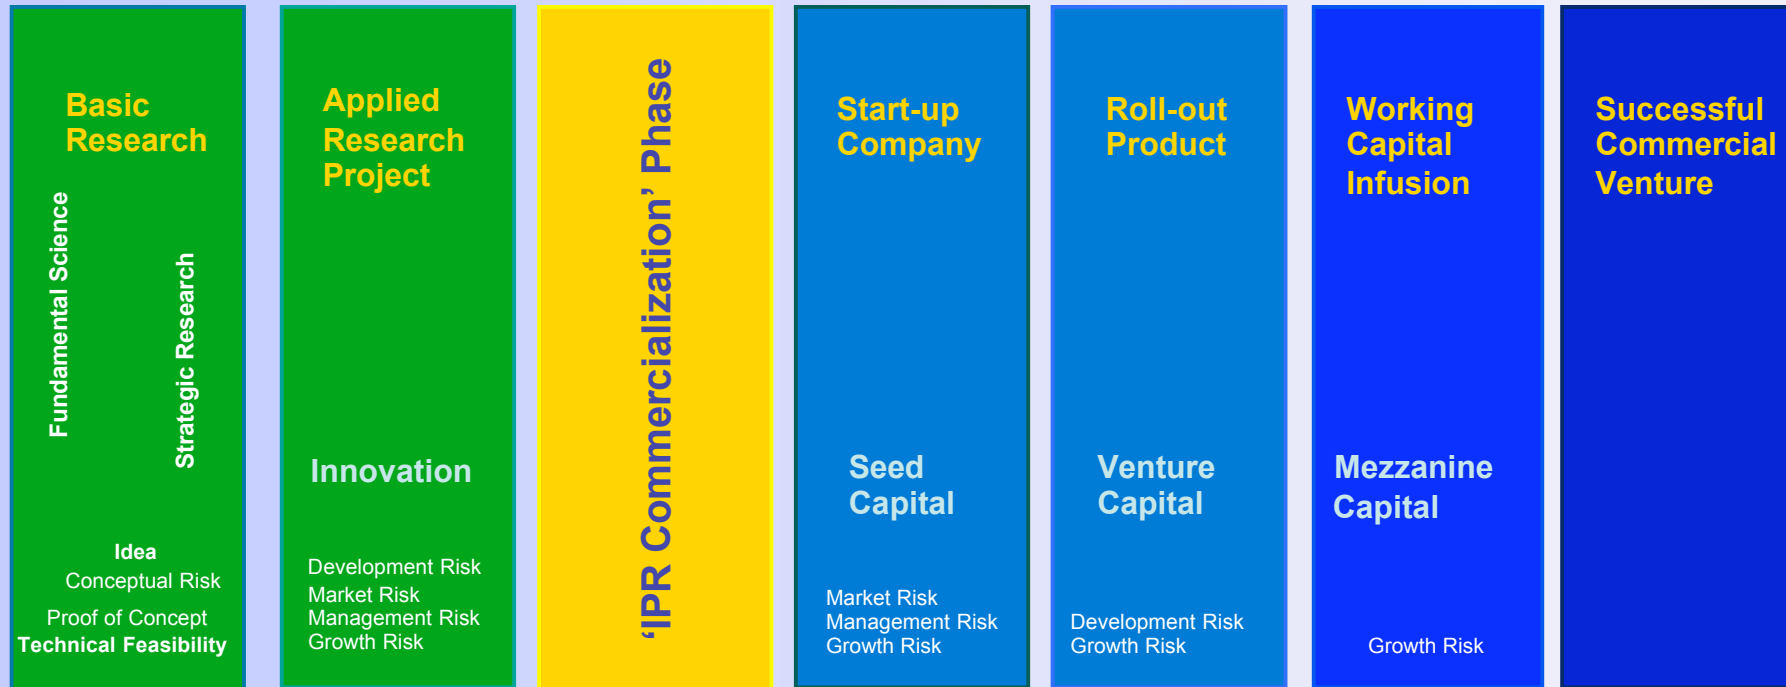 Basic
Research
Fundamental Science
Strategic Research
Idea
Conceptual Risk
Proof of Concept
Technical Feasibility
Applied
Research
Project
Innovation
Development Risk
Market Risk
Management Risk
Growth Risk
‘IPR Commercialization’ Phase
Start-up
Company
Seed
Capital
Market Risk
Management Risk
Growth Risk
Roll-out
Product
Venture
Capital
Development Risk
Growth Risk
Working
Capital
Infusion
Mezzanine
Capital
Growth Risk
Successful
Commercial
Venture